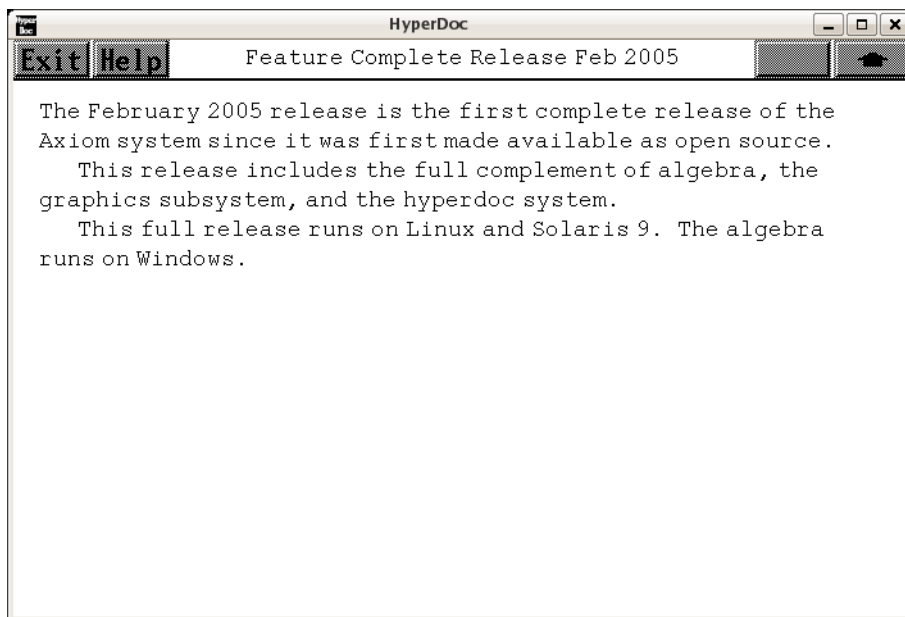 Hyper
Doc
HyperDoc
Exit Help Feature Complete Release Feb 2005
The February 2005 release is the first complete release of the
Axiom system since it was first made available as open source.
This release includes the full complement of algebra, the
graphics subsystem, and the hyperdoc system.
This full release runs on Linux and Solaris 9. The algebra
runs on Windows.